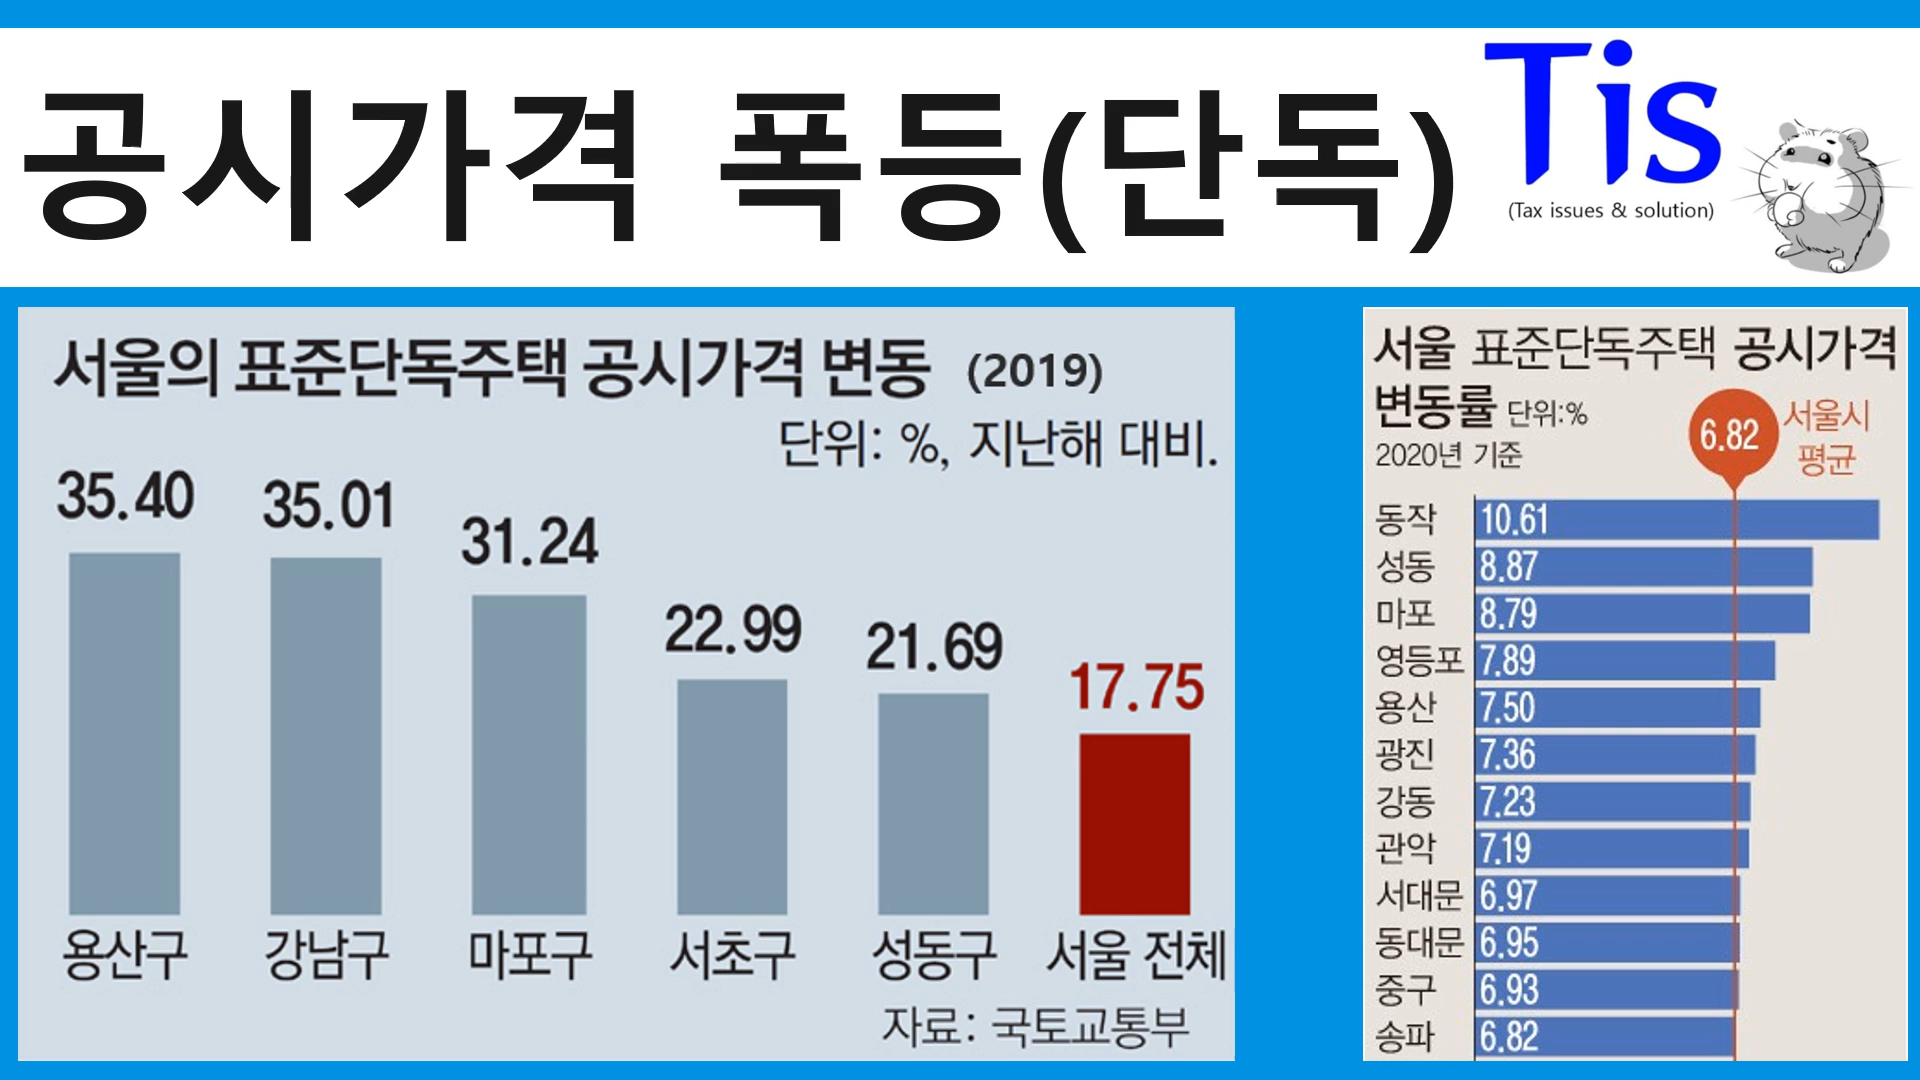 공시가격 폭등(단독)
Tis
(Tax issues & solution)
서울의 표준단독주택 공시가격 변동 (2019)
단위: %, 지난해 대비.
35.40
35.01
31.24
22.99
21.69
17.75
용산구
강남구
마포구
서초구
성동구
서울 전체
자료: 국토교통부
서울 표준단독주택 공시가격
변동률 단위:%
2020년 기준
6.82
서울시
평균
동작 10.61
성동 8.87
마포 8.79
영등포 7.89
용산 7.50
광진 7.36
강동 7.23
관악 7.19
서대문 6.97
동대문 6.95
중구 6.93
송파 6.82